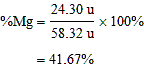 %Mg = 24.30 u / 58.32 u × 100%
= 41.67%